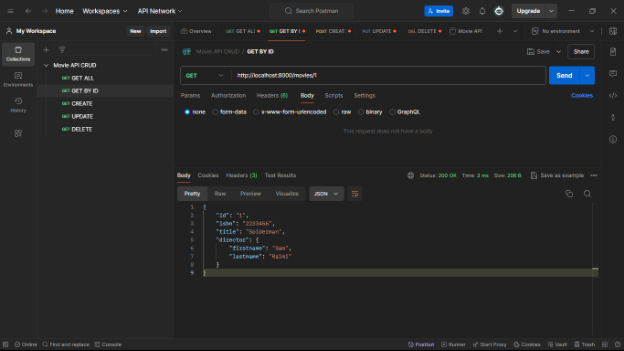 Home Workspaces API Network Search Postman Invite Upgrade
My Workspace New Import Overview GET ALL GET BY I POST CREAT PUT UPDATE DEL DELETE Movie API No environment
Collections
Environments
History
Movie API CRUD
GET GET ALL
GET GET BY ID
GET CREATE
GET UPDATE
GET DELETE
Movie API CRUD / GET BY ID Save Share
GET http://localhost:8000/movies/1 Send
Params Authorization Headers (6) Body Scripts Settings Cookies
none form-data x-www-form-urlencoded raw binary GraphQL
This request does not have a body
Body Cookies Headers (3) Test Results Status: 200 OK Time: 3 ms Size: 208 B Save as example
Pretty Raw Preview Visualize JSON
1 {
2 "id": "1",
3 "isbn": "2233456",
4 "title": "Spiderman",
5 "director": {
6 "firstname": "Sam",
7 "lastname": "Raimi"
8 }
9 }
Online Find and replace Console Postbot Runner Start Proxy Cookies Vault Trash